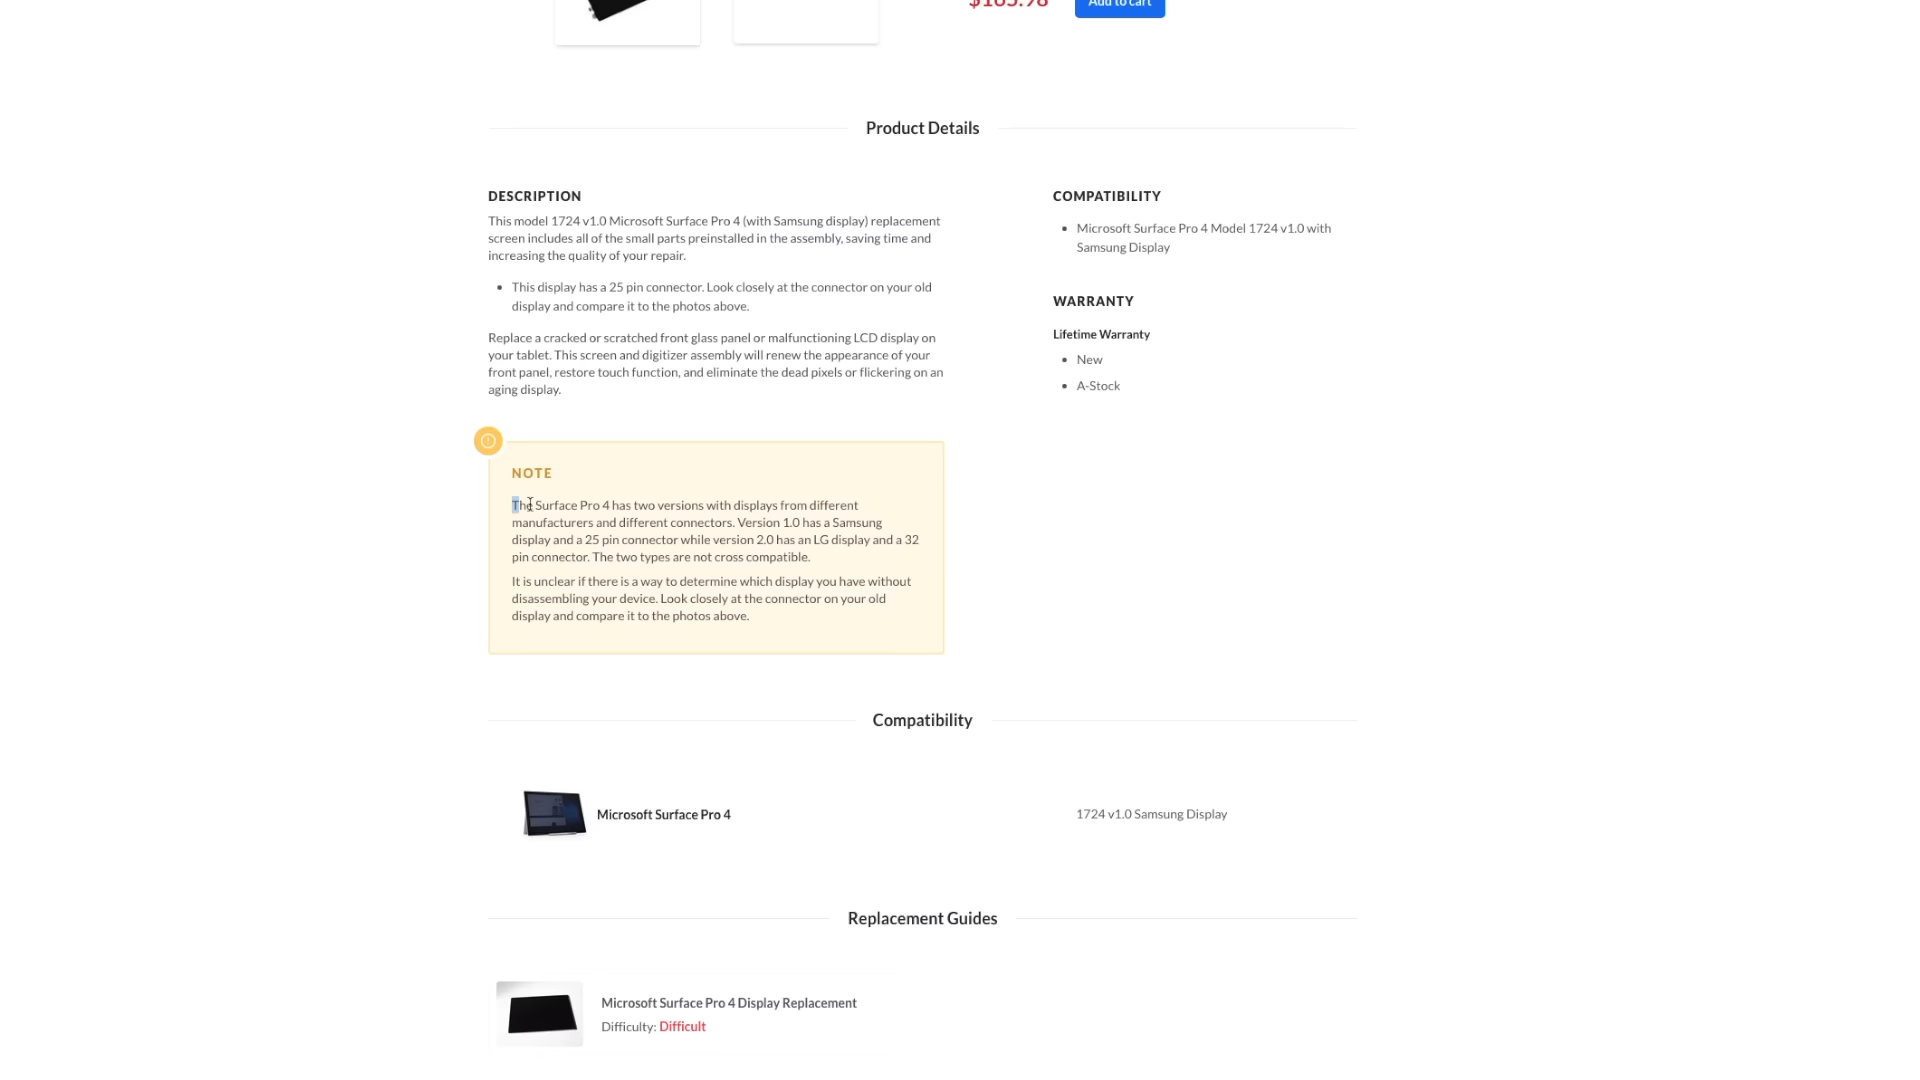 Add to cart
Product Details
DESCRIPTION
This model 1724 v1.0 Microsoft Surface Pro 4 (with Samsung display) replacement
screen includes all of the small parts preinstalled in the assembly, saving time and
increasing the quality of your repair.
This display has a 25 pin connector. Look closely at the connector on your old
display and compare it to the photos above.
Replace a cracked or scratched front glass panel or malfunctioning LCD display on
your tablet. This screen and digitizer assembly will renew the appearance of your
front panel, restore touch function, and eliminate the dead pixels or flickering on an
aging display.
NOTE
The Surface Pro 4 has two versions with displays from different
manufacturers and different connectors. Version 1.0 has a Samsung
display and a 25 pin connector while version 2.0 has an LG display and a 32
pin connector. The two types are not cross compatible.
It is unclear if there is a way to determine which display you have without
disassembling your device. Look closely at the connector on your old
display and compare it to the photos above.
COMPATIBILITY
Microsoft Surface Pro 4 Model 1724 v1.0 with
Samsung Display
WARRANTY
Lifetime Warranty
New
A-Stock
Compatibility
Microsoft Surface Pro 4
1724 v1.0 Samsung Display
Replacement Guides
Microsoft Surface Pro 4 Display Replacement
Difficulty: Difficult